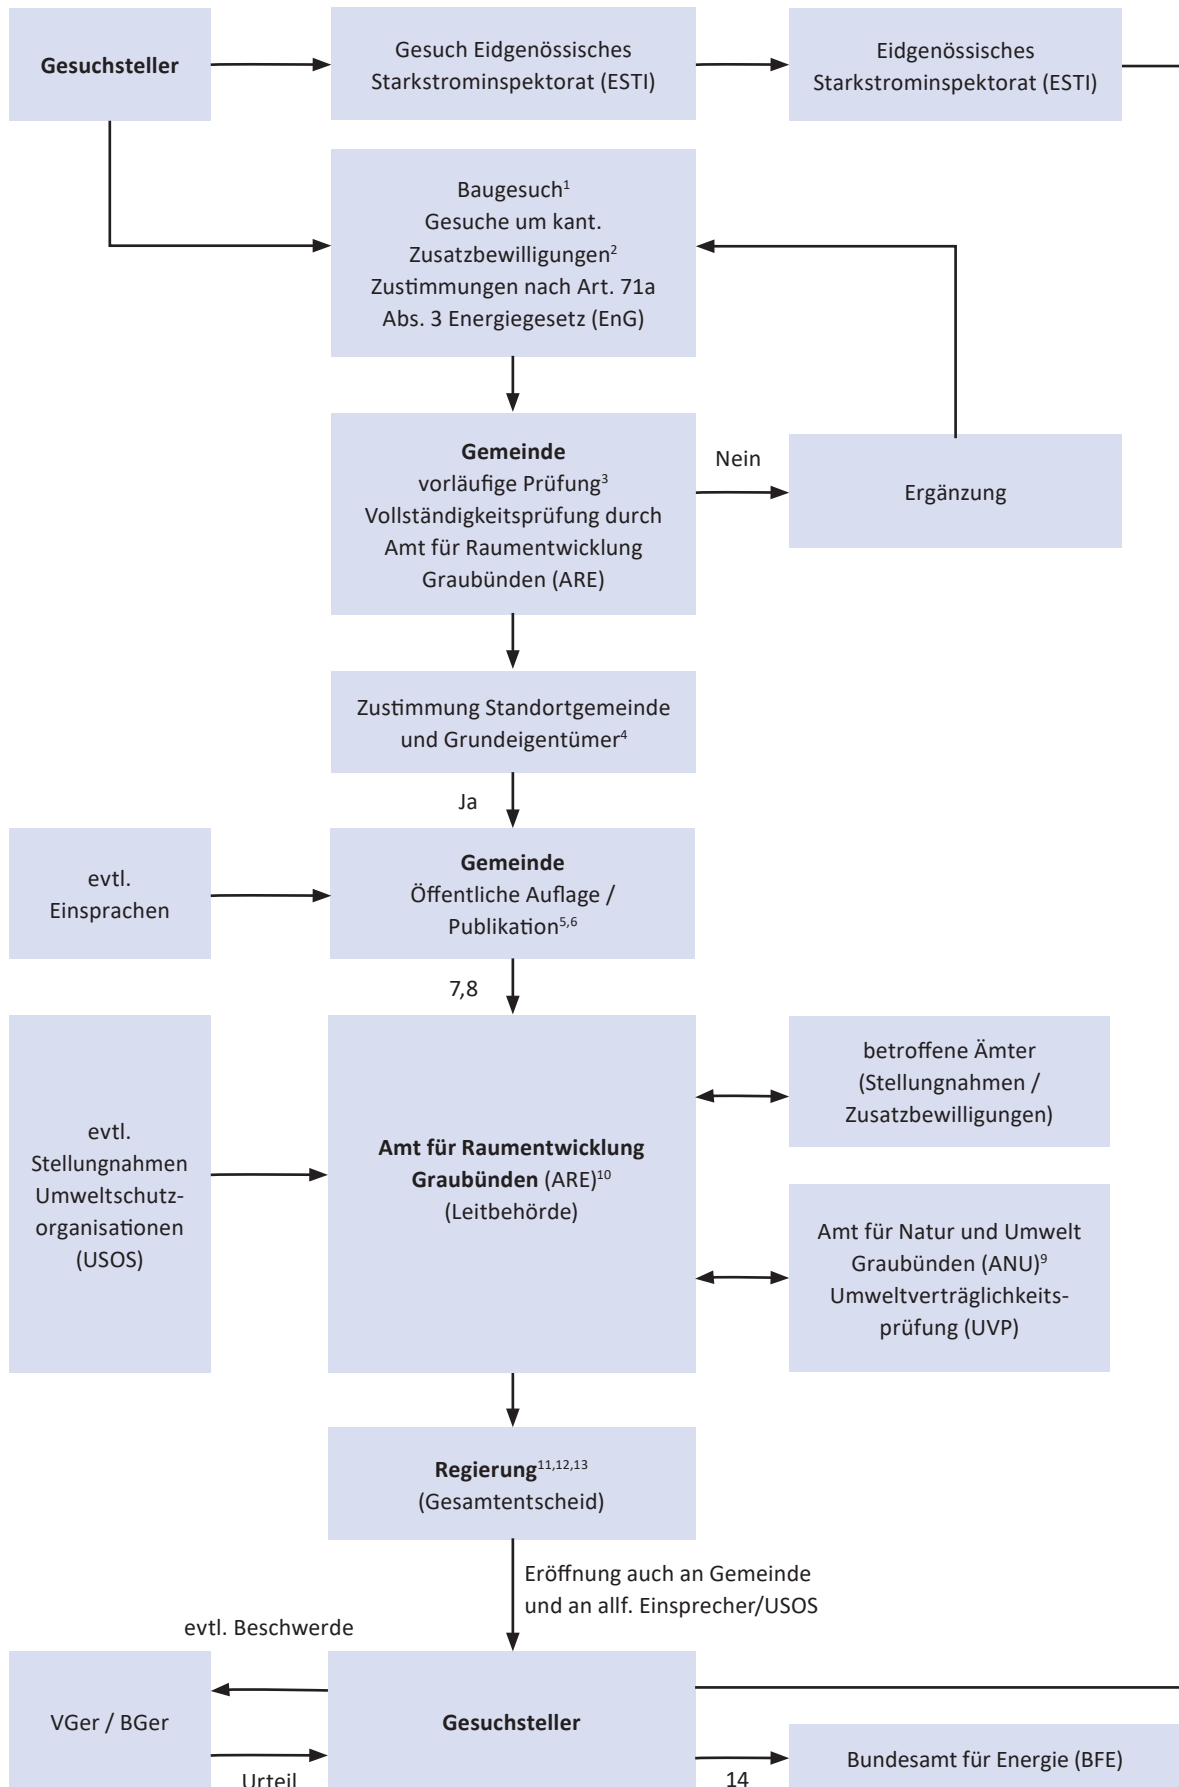 Gesuchsteller
Gesuch Eidgenössisches
Starkstrominspektorat (ESTI)
Eidgenössisches
Starkstrominspektorat (ESTI)
Baugesuch¹
Gesuche um kant.
Zusatzbewilligungen²
Zustimmungen nach Art. 71a
Abs. 3 Energiegesetz (EnG)
Gemeinde
vorläufige Prüfung³
Vollständigkeitsprüfung durch
Amt für Raumentwicklung
Graubünden (ARE)
Nein
Ergänzung
Zustimmung Standortgemeinde
und Grundeigentümer⁴
Ja
evtl.
Einsprachen
Gemeinde
Öffentliche Auflage /
Publikation⁵,⁶
7,8
evtl.
Stellungnahmen
Umweltschutz-
organisationen
(USOS)
Amt für Raumentwicklung
Graubünden (ARE)¹⁰
(Leitbehörde)
betroffene Ämter
(Stellungnahmen /
Zusatzbewilligungen)
Amt für Natur und Umwelt
Graubünden (ANU)⁹
Umweltverträglichkeits-
prüfung (UVP)
Regierung¹¹,¹²,¹³
(Gesamtentscheid)
Eröffnung auch an Gemeinde
und an allf. Einsprecher/USOS
evtl. Beschwerde
VGer / BGer
Gesuchsteller
Urteil
14
Bundesamt für Energie (BFE)